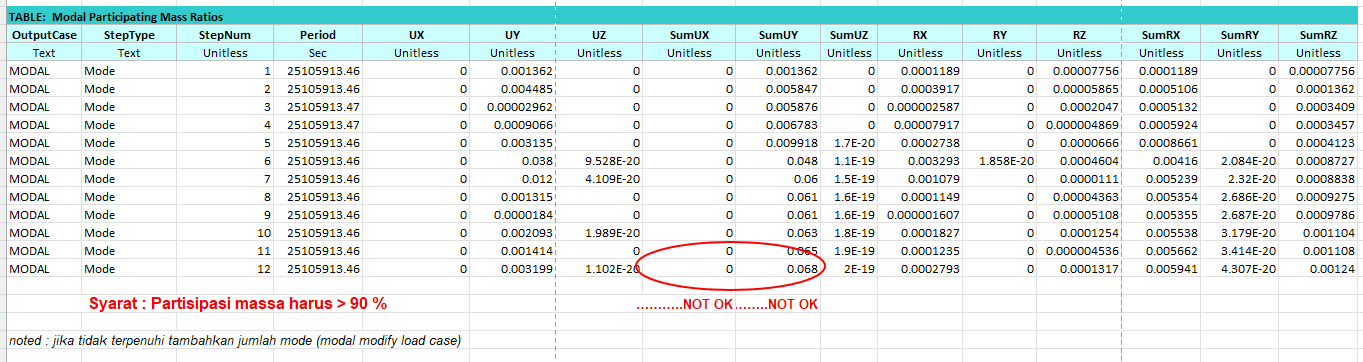 TABLE: Modal Participating Mass Ratios
OutputCase StepType StepNum Period UX UY UZ SumUX SumUY SumUZ RX RY RZ SumRX SumRY SumRZ
Text Text Unitless Sec Unitless Unitless Unitless Unitless Unitless Unitless Unitless Unitless Unitless Unitless Unitless Unitless
MODAL Mode 1 25105913.46 0 0.001362 0 0 0.001362 0 0.0001189 0 0.00007756 0.0001189 0 0.00007756
MODAL Mode 2 25105913.46 0 0.004485 0 0 0.005847 0 0.0003917 0 0.00005865 0.0005106 0 0.0001362
MODAL Mode 3 25105913.47 0 0.00002962 0 0 0.005876 0 0.000002587 0 0.0002047 0.0005132 0 0.0003409
MODAL Mode 4 25105913.47 0 0.0009066 0 0 0.006783 0 0.00007917 0 0.000004869 0.0005924 0 0.0003457
MODAL Mode 5 25105913.46 0 0.003135 0 0 0.009918 1.7E-20 0.0002738 0 0.0000666 0.0008661 0 0.0004123
MODAL Mode 6 25105913.46 0 0.038 9.528E-20 0 0.048 1.1E-19 0.003293 1.858E-20 0.0004604 0.00416 2.084E-20 0.0008727
MODAL Mode 7 25105913.46 0 0.012 4.109E-20 0 0.06 1.5E-19 0.001079 0 0.0000111 0.005239 2.32E-20 0.0008838
MODAL Mode 8 25105913.46 0 0.001315 0 0 0.061 1.6E-19 0.0001149 0 0.00004363 0.005354 2.686E-20 0.0009275
MODAL Mode 9 25105913.46 0 0.0000184 0 0 0.061 1.6E-19 0.000001607 0 0.00005108 0.005355 2.687E-20 0.0009786
MODAL Mode 10 25105913.46 0 0.002093 1.989E-20 0 0.063 1.8E-19 0.0001827 0 0.0001254 0.005538 3.179E-20 0.001104
MODAL Mode 11 25105913.46 0 0.001414 0 0 0.065 1.9E-19 0.0001235 0 0.000004536 0.005662 3.414E-20 0.001108
MODAL Mode 12 25105913.46 0 0.003199 1.102E-20 0 0.068 2E-19 0.0002793 0 0.0001317 0.005941 4.307E-20 0.00124
Syarat : Partisipasi massa harus > 90 % ...........NOT OK ........NOT OK
noted : jika tidak terpenuhi tambahkan jumlah mode (modal modify load case)